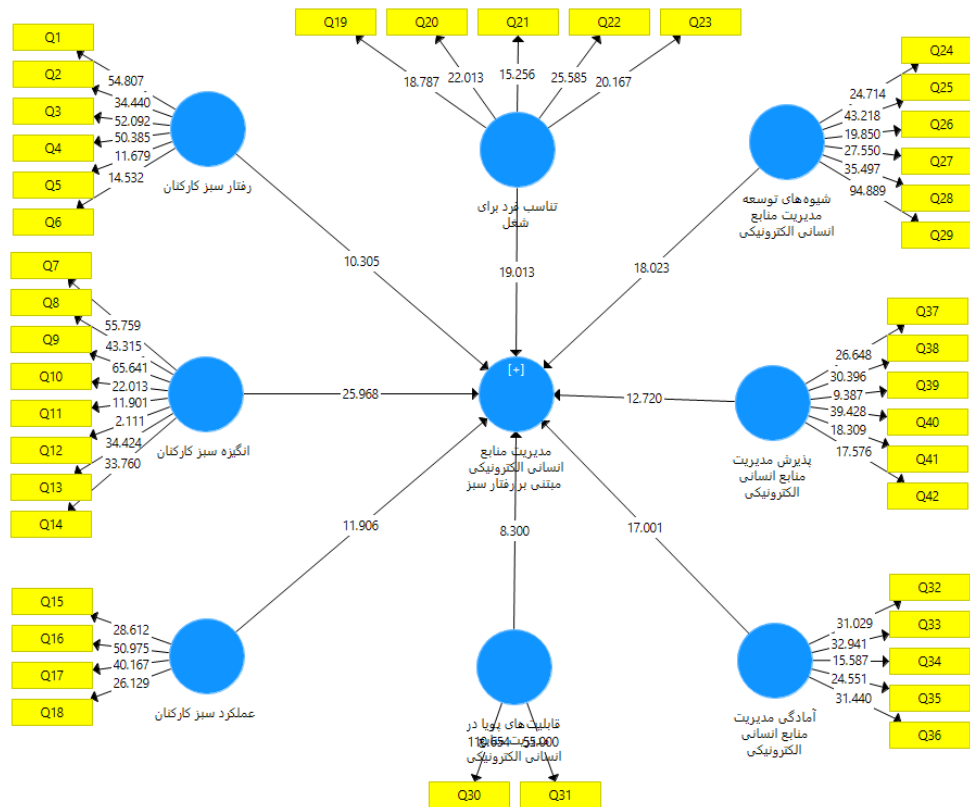 Q19
Q20
Q21
Q22
Q23
18.787
22.013
15.256
25.585
20.167
تناسب فرد برای
شغل
19.013
Q1
Q2
Q3
Q4
Q5
Q6
54.807
34.440
52.092
50.385
11.679
14.532
رفتار سبز کارکنان
10.305
Q24
Q25
Q26
Q27
Q28
Q29
24.714
43.218
19.850
27.550
35.497
94.889
شیوه‌های توسعه
مدیریت منابع
انسانی الکترونیکی
18.023
Q7
Q8
Q9
Q10
Q11
Q12
Q13
Q14
55.759
43.315
65.641
22.013
11.901
2.111
34.424
33.760
انگیزه سبز کارکنان
25.968
[+]
مدیریت منابع
انسانی الکترونیکی
مبتنی بر رفتار سبز
Q37
Q38
Q39
Q40
Q41
Q42
26.648
30.396
9.387
39.428
18.309
17.576
پذیرش مدیریت
منابع انسانی
الکترونیکی
12.720
Q15
Q16
Q17
Q18
28.612
50.975
40.167
26.129
عملکرد سبز کارکنان
11.906
8.300
قابلیت‌های پویا در
مدیریت منابع
انسانی الکترونیکی
55.000
Q30
Q31
17.001
Q32
Q33
Q34
Q35
Q36
31.029
32.941
15.587
24.551
31.440
آمادگی مدیریت
منابع انسانی
الکترونیکی